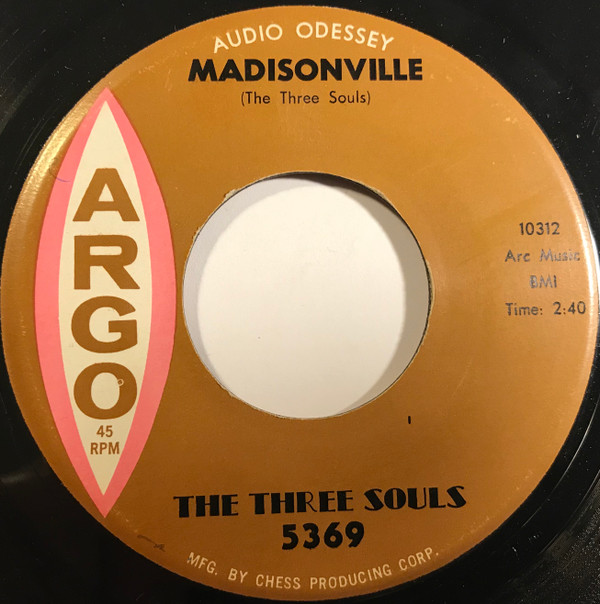 AUDIO ODESSEY
MADISONVILLE
(The Three Souls)
ARGO
45
RPM
10312
Arc Music
BMI
Time: 2:40
THE THREE SOULS
5369
MFG. BY CHESS PRODUCING CORP.